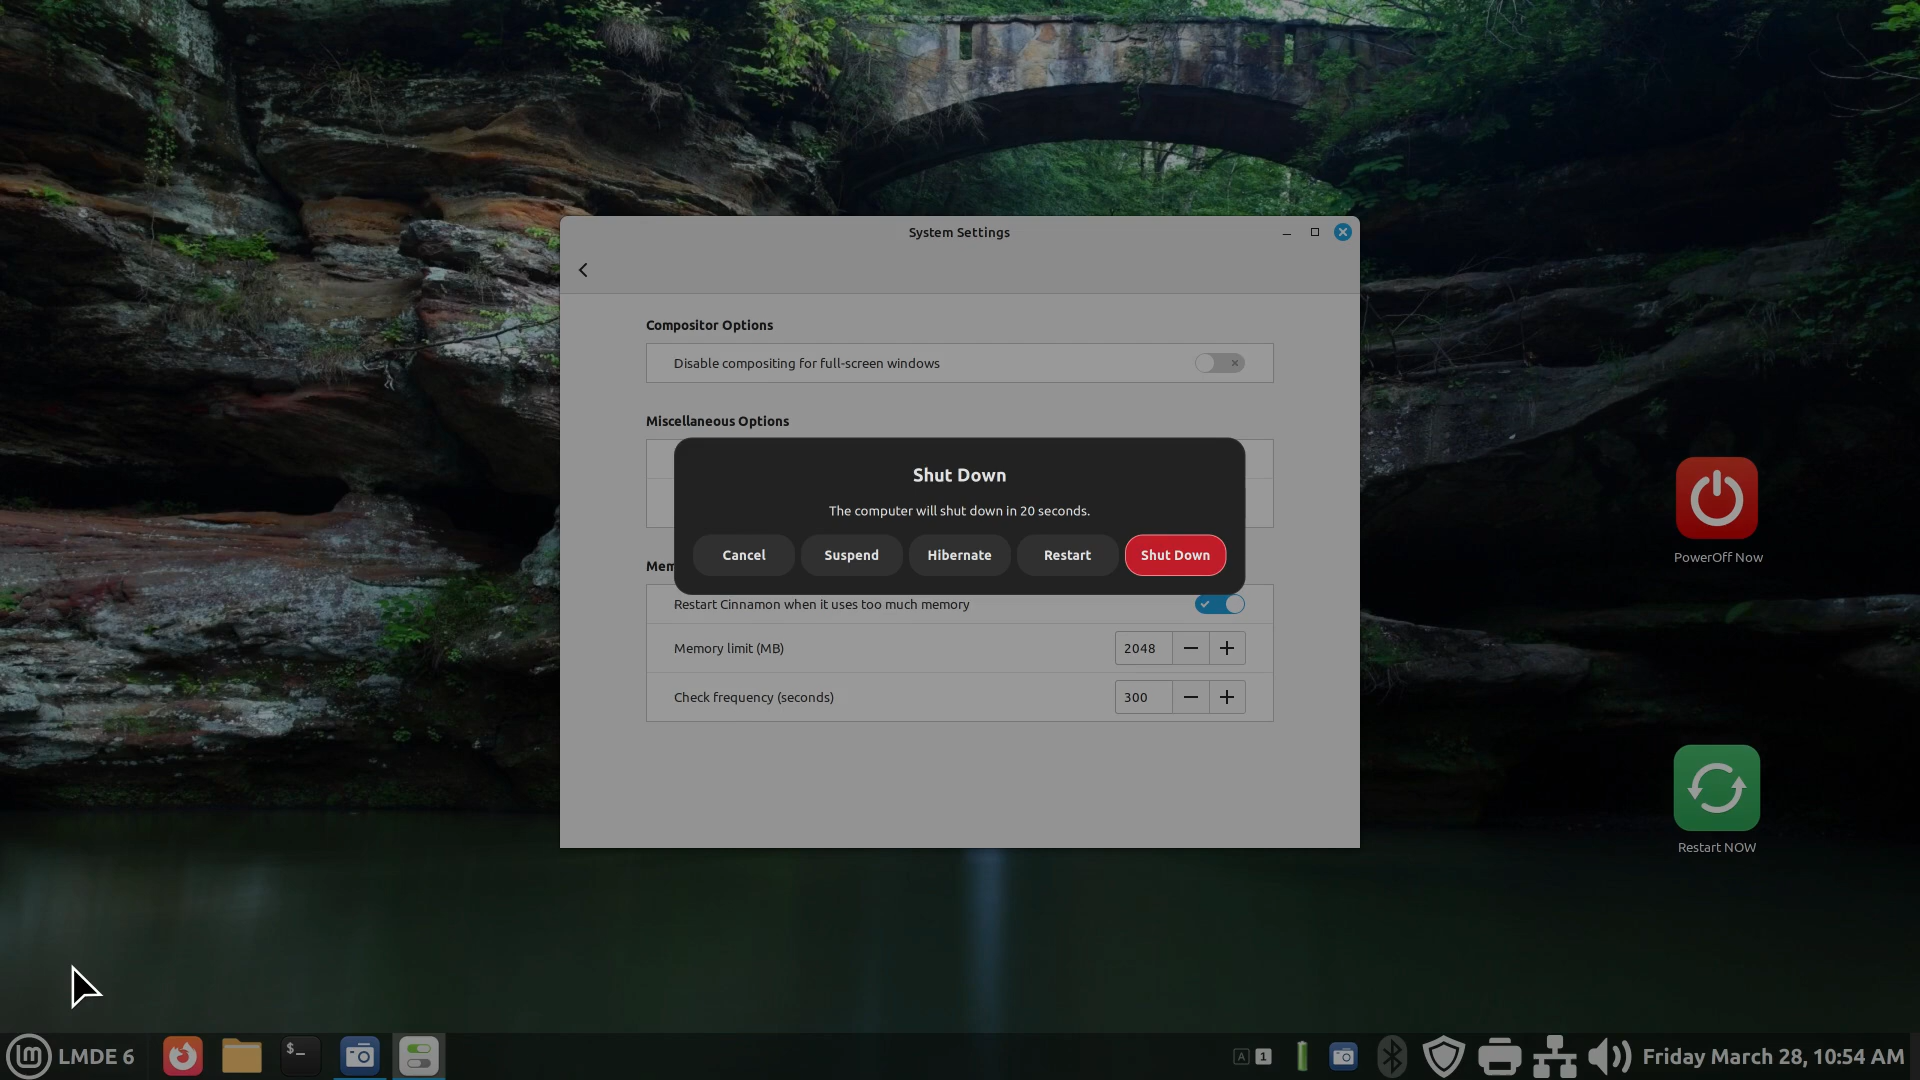 System Settings
Compositor Options
Disable compositing for full-screen windows
Miscellaneous Options
Shut Down
The computer will shut down in 20 seconds.
Cancel
Suspend
Hibernate
Restart
Shut Down
Mem
Restart Cinnamon when it uses too much memory
Memory limit (MB)
2048
Check frequency (seconds)
300
PowerOff Now
Restart NOW
LMDE 6
$_
A
1
Friday March 28, 10:54 AM